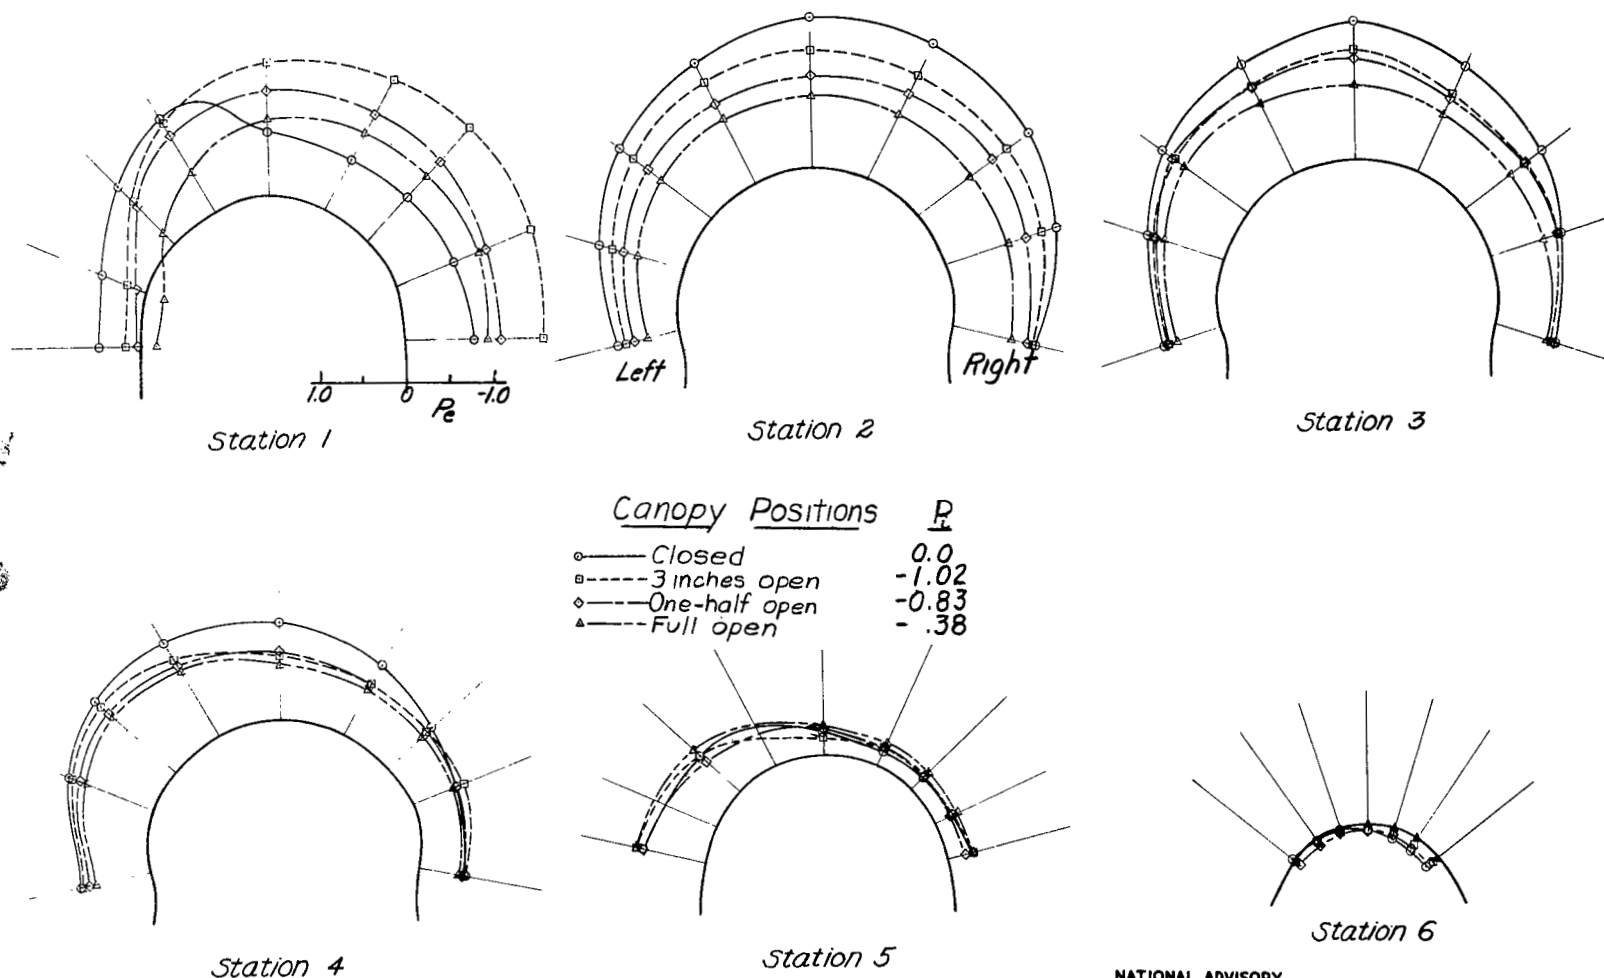 1.0 0 -1.0
Pe
Left
Right
Station 1
Station 2
Station 3
Canopy Positions Pi
Closed 0.0
3 inches open -1.02
One-half open -0.83
Full open - .38
Station 4
Station 5
Station 6
NATIONAL ADVISORY